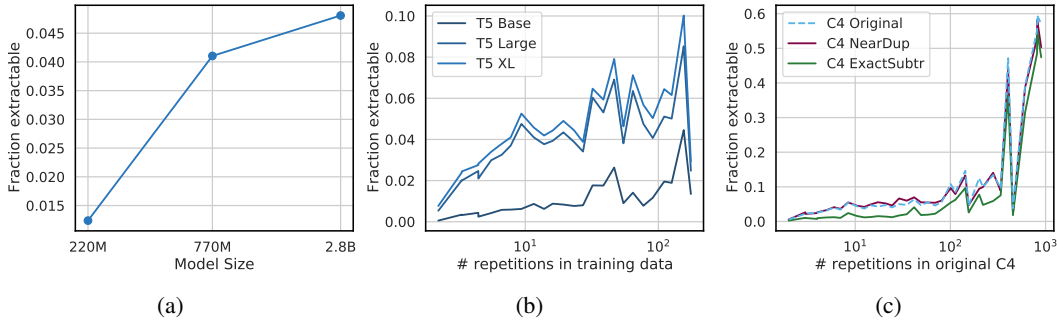 Fraction extractable
0.045
0.040
0.035
0.030
0.025
0.020
0.015
220M 770M 2.8B
Model Size
(a)
Fraction extractable
0.10
0.08
0.06
0.04
0.02
0.00
T5 Base
T5 Large
T5 XL
10¹ 10²
# repetitions in training data
(b)
Fraction extractable
0.6
0.5
0.4
0.3
0.2
0.1
0.0
C4 Original
C4 NearDup
C4 ExactSubtr
10¹ 10² 10³
# repetitions in original C4
(c)